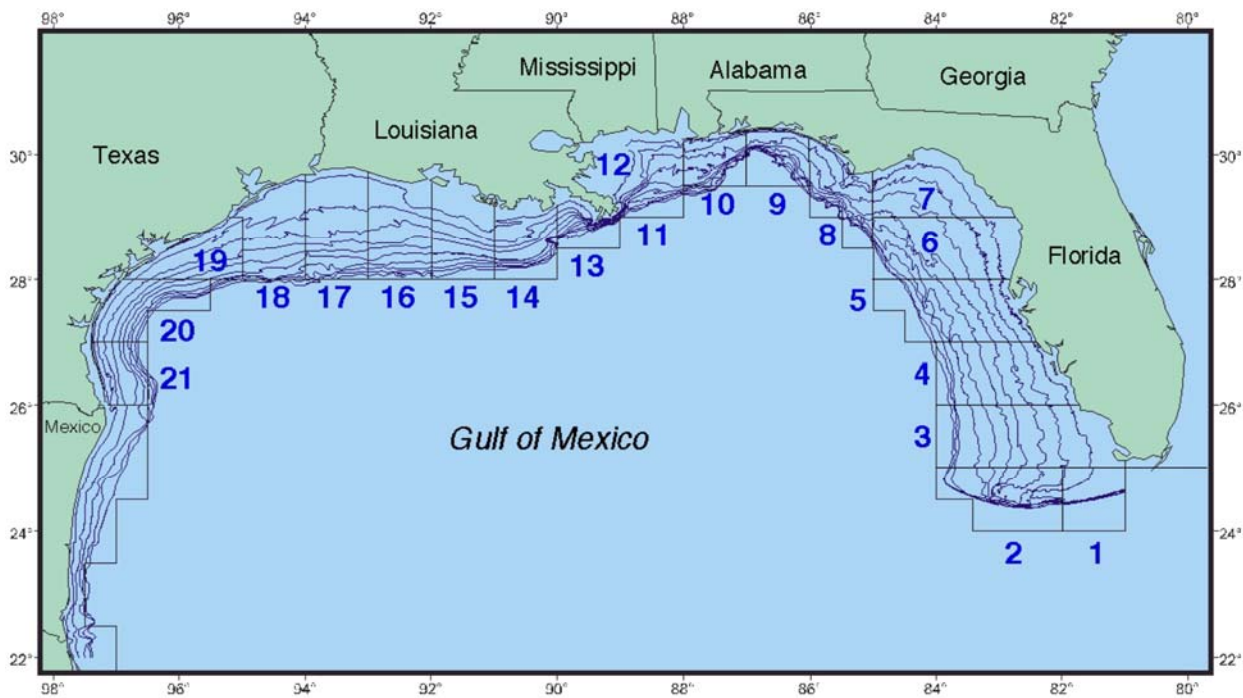 98° 96° 94° 92° 90° 88° 86° 84° 82° 80°
Mississippi Alabama Georgia
Louisiana
Texas
30° 30°
12
7
10 9
11 8 6
Florida
19 13
28° 28°
18 17 16 15 14 5
20
4
21
26° 26°
Mexico
Gulf of Mexico 3
24° 24°
2 1
22° 22°
98° 96° 94° 92° 90° 88° 86° 84° 82° 80°